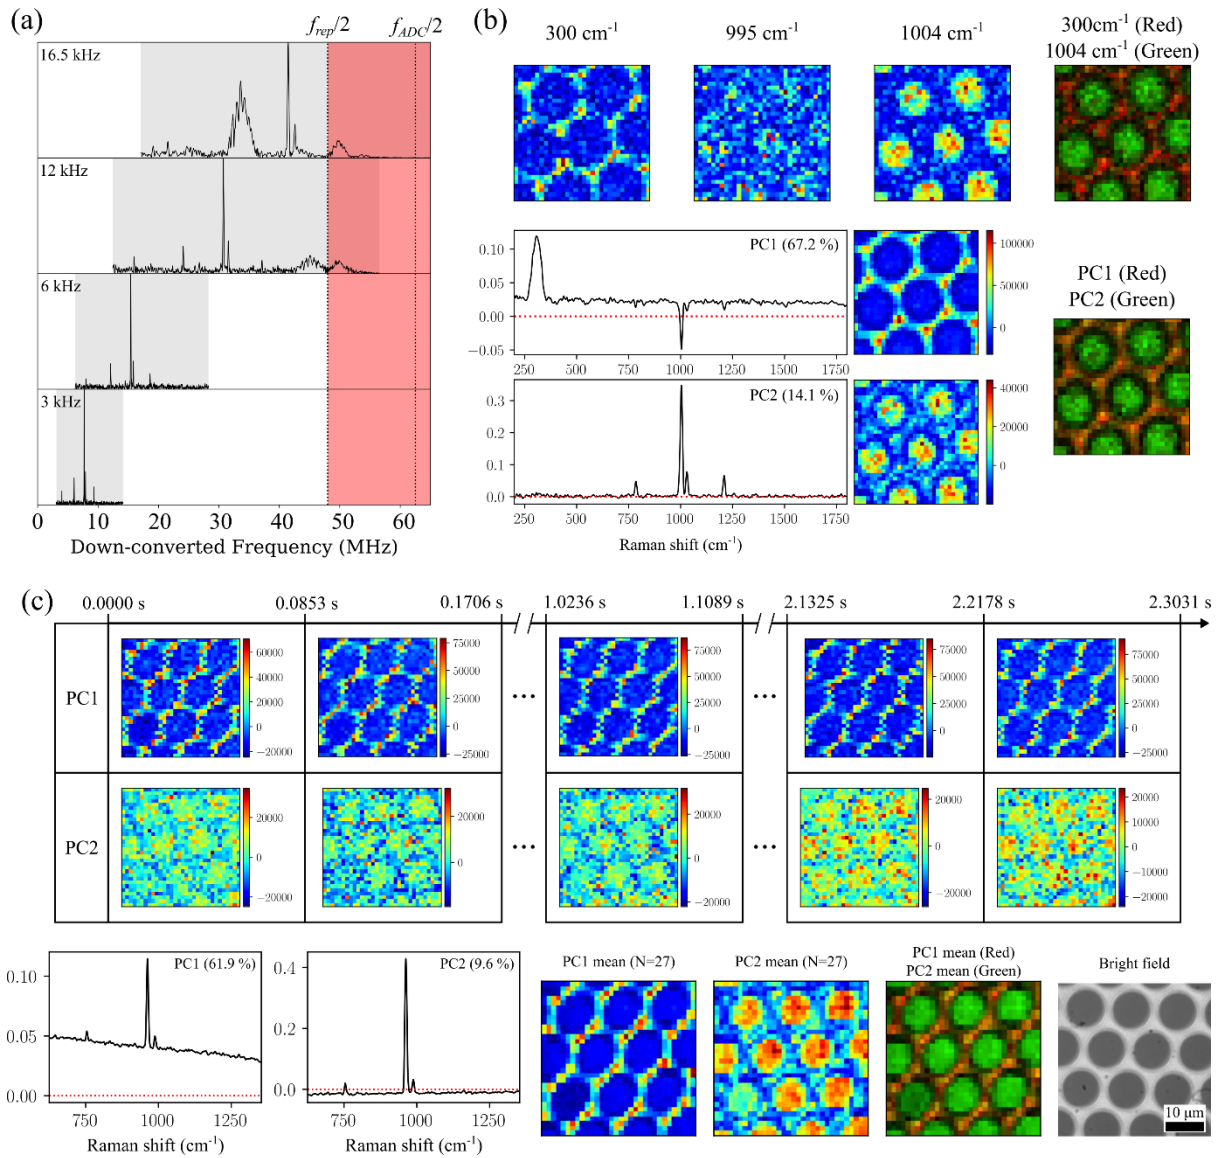 (a)
f_rep/2
f_ADC/2
16.5 kHz
12 kHz
6 kHz
3 kHz
0 10 20 30 40 50 60
Down-converted Frequency (MHz)
(b)
300 cm⁻¹
995 cm⁻¹
1004 cm⁻¹
300cm⁻¹ (Red)
1004 cm⁻¹ (Green)
PC1 (67.2 %)
0.10
0.05
0.00
−0.05
250 500 750 1000 1250 1500 1750
100000
50000
0
PC1 (Red)
PC2 (Green)
PC2 (14.1 %)
0.3
0.2
0.1
0.0
250 500 750 1000 1250 1500 1750
Raman shift (cm⁻¹)
40000
20000
0
(c)
0.0000 s 0.0853 s 0.1706 s 1.0236 s 1.1089 s 2.1325 s 2.2178 s 2.3031 s
PC1
60000
40000
20000
0
−20000
75000
50000
25000
0
−25000
75000
50000
25000
0
−25000
75000
50000
25000
0
−25000
75000
50000
25000
0
−25000
PC2
20000
0
−20000
20000
0
20000
0
−20000
20000
0
−20000
20000
10000
0
−10000
−20000
PC1 (61.9 %)
0.10
0.05
0.00
750 1000 1250
Raman shift (cm⁻¹)
PC2 (9.6 %)
0.4
0.2
0.0
750 1000 1250
Raman shift (cm⁻¹)
PC1 mean (N=27)
PC2 mean (N=27)
PC1 mean (Red)
PC2 mean (Green)
Bright field
10 μm